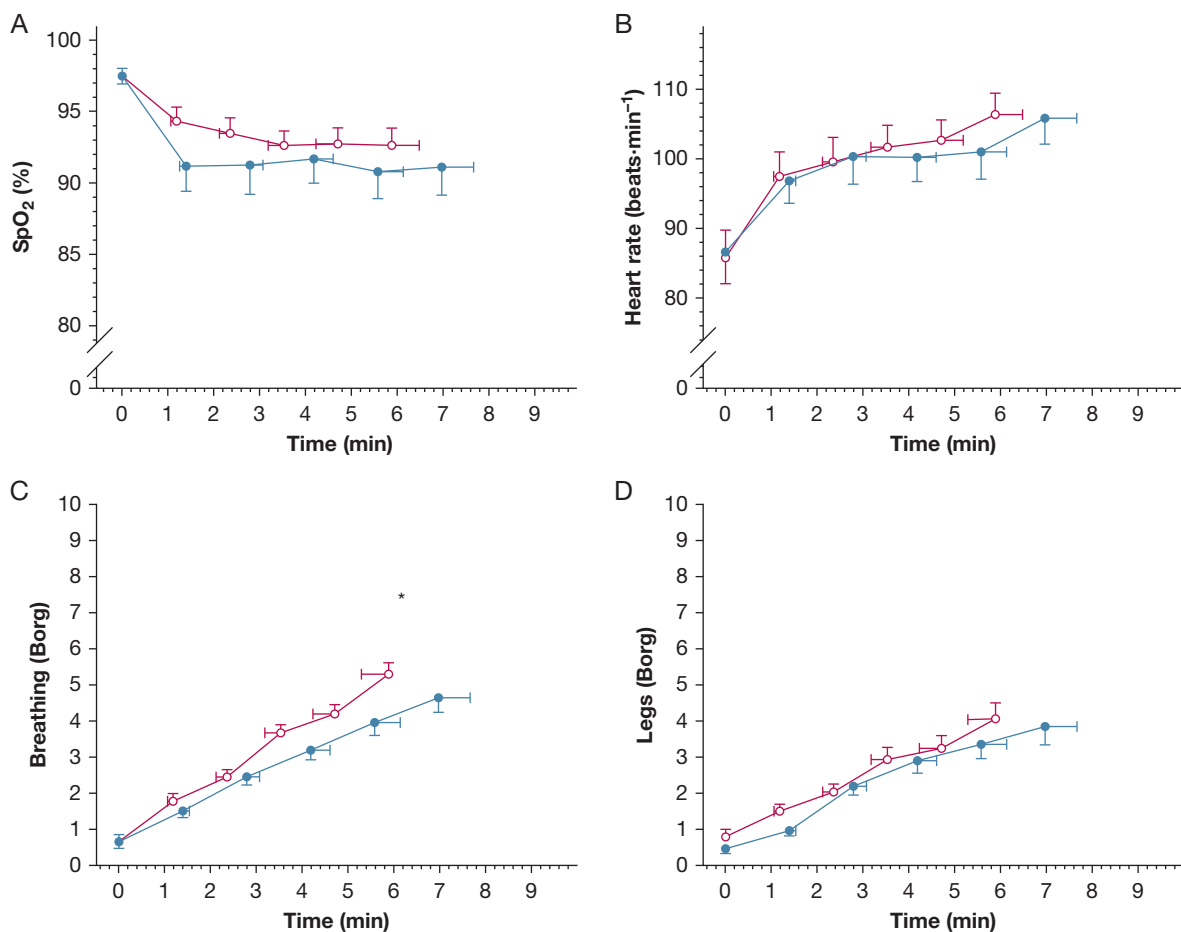 A
100
95
90
85
80
0
SpO₂ (%)
0 1 2 3 4 5 6 7 8 9
Time (min)
B
110
100
90
80
0
Heart rate (beats·min⁻¹)
0 1 2 3 4 5 6 7 8 9
Time (min)
C
10
9
8
7
6
5
4
3
2
1
0
Breathing (Borg)
*
0 1 2 3 4 5 6 7 8 9
Time (min)
D
10
9
8
7
6
5
4
3
2
1
0
Legs (Borg)
0 1 2 3 4 5 6 7 8 9
Time (min)